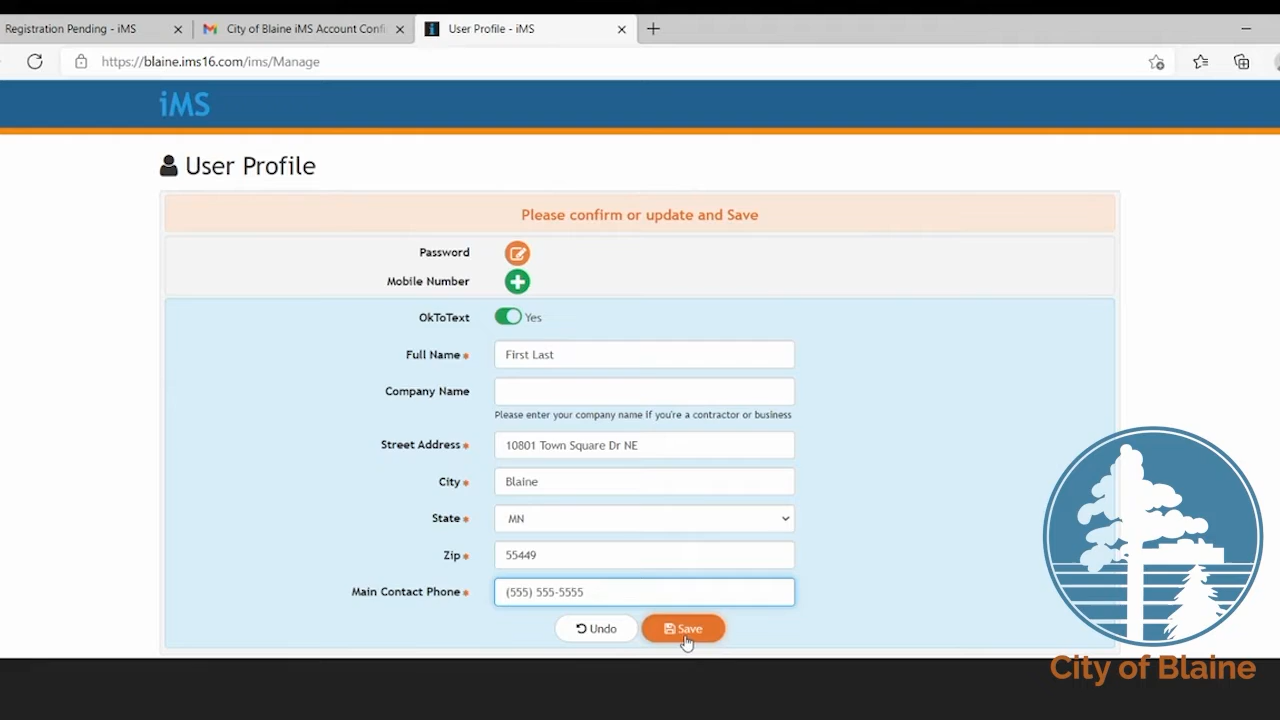 Registration Pending - iMS
City of Blaine iMS Account Confi
User Profile - iMS
https://blaine.ims16.com/ims/Manage
iMS
User Profile
Please confirm or update and Save
Password
Mobile Number
OkToText Yes
Full Name* First Last
Company Name
Please enter your company name if you're a contractor or business
Street Address* 10801 Town Square Dr NE
City* Blaine
State* MN
Zip* 55449
Main Contact Phone* (555) 555-5555
Undo Save
City of Blaine